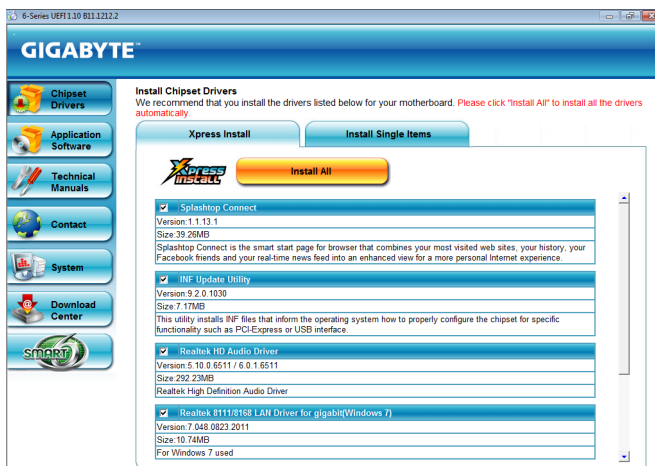 6-Series UEFI 1.10 B11.1212.2
GIGABYTE™
Chipset
Drivers
Application
Software
Technical
Manuals
Contact
System
Download
Center
SMART
Install Chipset Drivers
We recommend that you install the drivers listed below for your motherboard. Please click "Install All" to install all the drivers
automatically.
Xpress Install
Install Single Items
Xpress
INSTALL
Install All
Splashtop Connect
Version:1.1.13.1
Size:39.26MB
Splashtop Connect is the smart start page for browser that combines your most visited web sites, your history, your
Facebook friends and your real-time news feed into an enhanced view for a more personal Internet experience.
INF Update Utility
Version:9.2.0.1030
Size:7.17MB
This utility installs INF files that inform the operating system how to properly configure the chipset for specific
functionality such as PCI-Express or USB interface.
Realtek HD Audio Driver
Version:5.10.0.6511 / 6.0.1.6511
Size:292.23MB
Realtek High Definition Audio Driver
Realtek 8111/8168 LAN Driver for gigabit(Windows 7)
Version:7.048.0823.2011
Size:10.74MB
For Windows 7 used